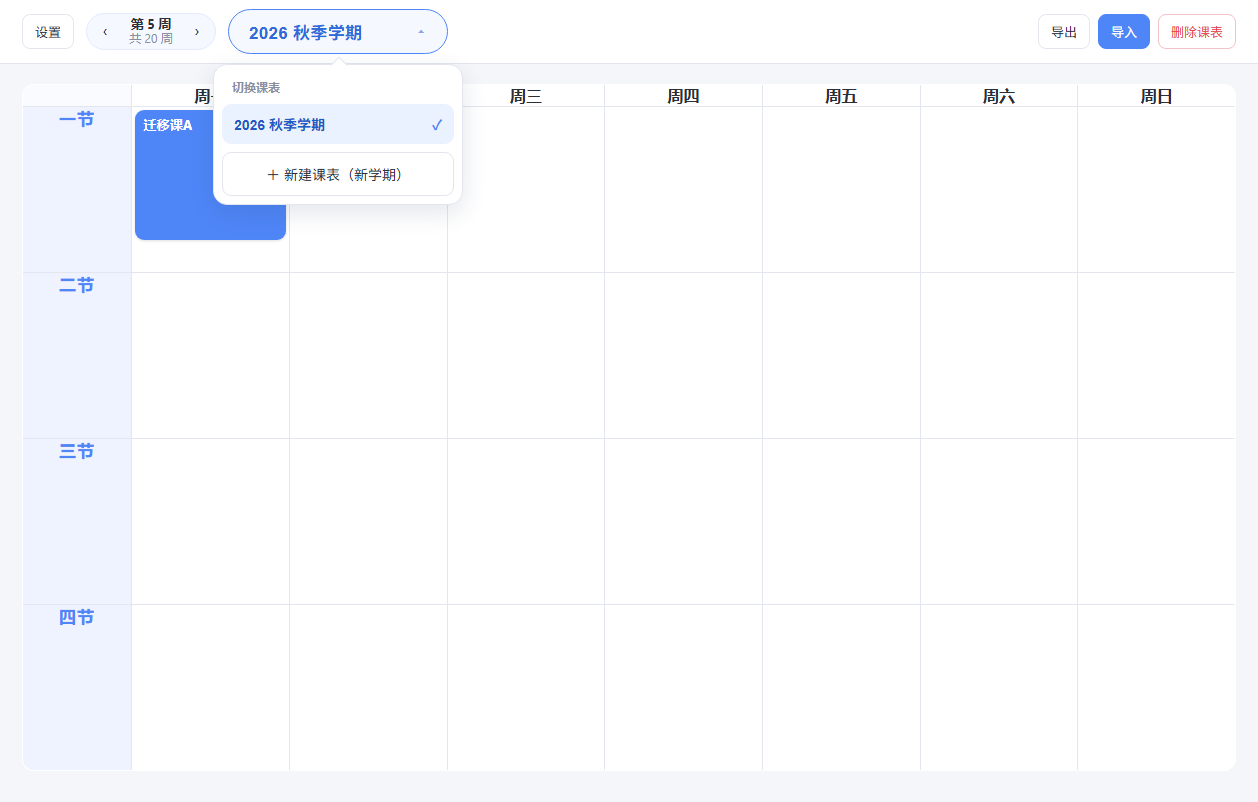 设置
‹ 第 5 周 ›
共 20 周
2026 秋季学期
导出
导入
删除课表
切换课表
2026 秋季学期 ✓
＋ 新建课表（新学期）
周 周三 周四 周五 周六 周日
一节
迁移课A
二节
三节
四节